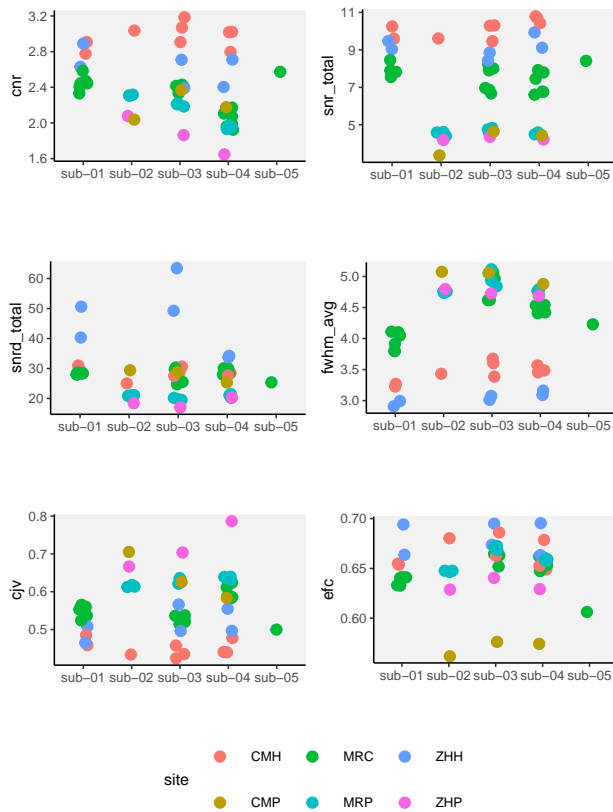 cnr
3.2
2.8
2.4
2.0
1.6
sub−01 sub−02 sub−03 sub−04 sub−05
snr_total
11
9
7
5
sub−01 sub−02 sub−03 sub−04 sub−05
snrd_total
60
50
40
30
20
sub−01 sub−02 sub−03 sub−04 sub−05
fwhm_avg
5.0
4.5
4.0
3.5
3.0
sub−01 sub−02 sub−03 sub−04 sub−05
cjv
0.8
0.7
0.6
0.5
sub−01 sub−02 sub−03 sub−04 sub−05
efc
0.70
0.65
0.60
sub−01 sub−02 sub−03 sub−04 sub−05
site
CMH MRC ZHH
CMP MRP ZHP